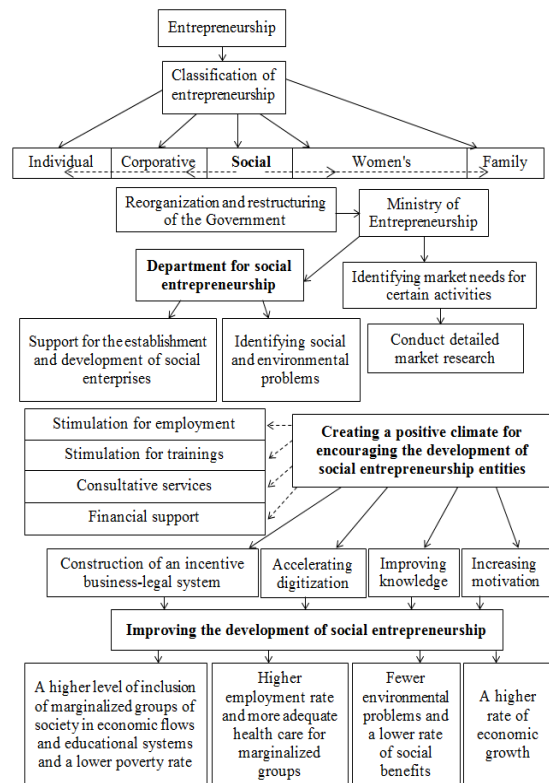 Entrepreneurship
Classification of
entrepreneurship
Individual
Corporative
Social
Women's
Family
Reorganization and restructuring
of the Government
Ministry of
Entrepreneurship
Department for social
entrepreneurship
Identifying market needs for
certain activities
Support for the establishment
and development of social
enterprises
Identifying social
and environmental
problems
Conduct detailed
market research
Stimulation for employment
Stimulation for trainings
Consultative services
Financial support
Creating a positive climate for
encouraging the development of
social entrepreneurship entities
Construction of an incentive
business-legal system
Accelerating
digitization
Improving
knowledge
Increasing
motivation
Improving the development of social entrepreneurship
A higher level of inclusion of
marginalized groups of
society in economic flows
and educational systems
and a lower poverty rate
Higher
employment rate
and more adequate
health care for
marginalized
groups
Fewer
environmental
problems and
a lower rate
of social
benefits
A higher
rate of
economic
growth